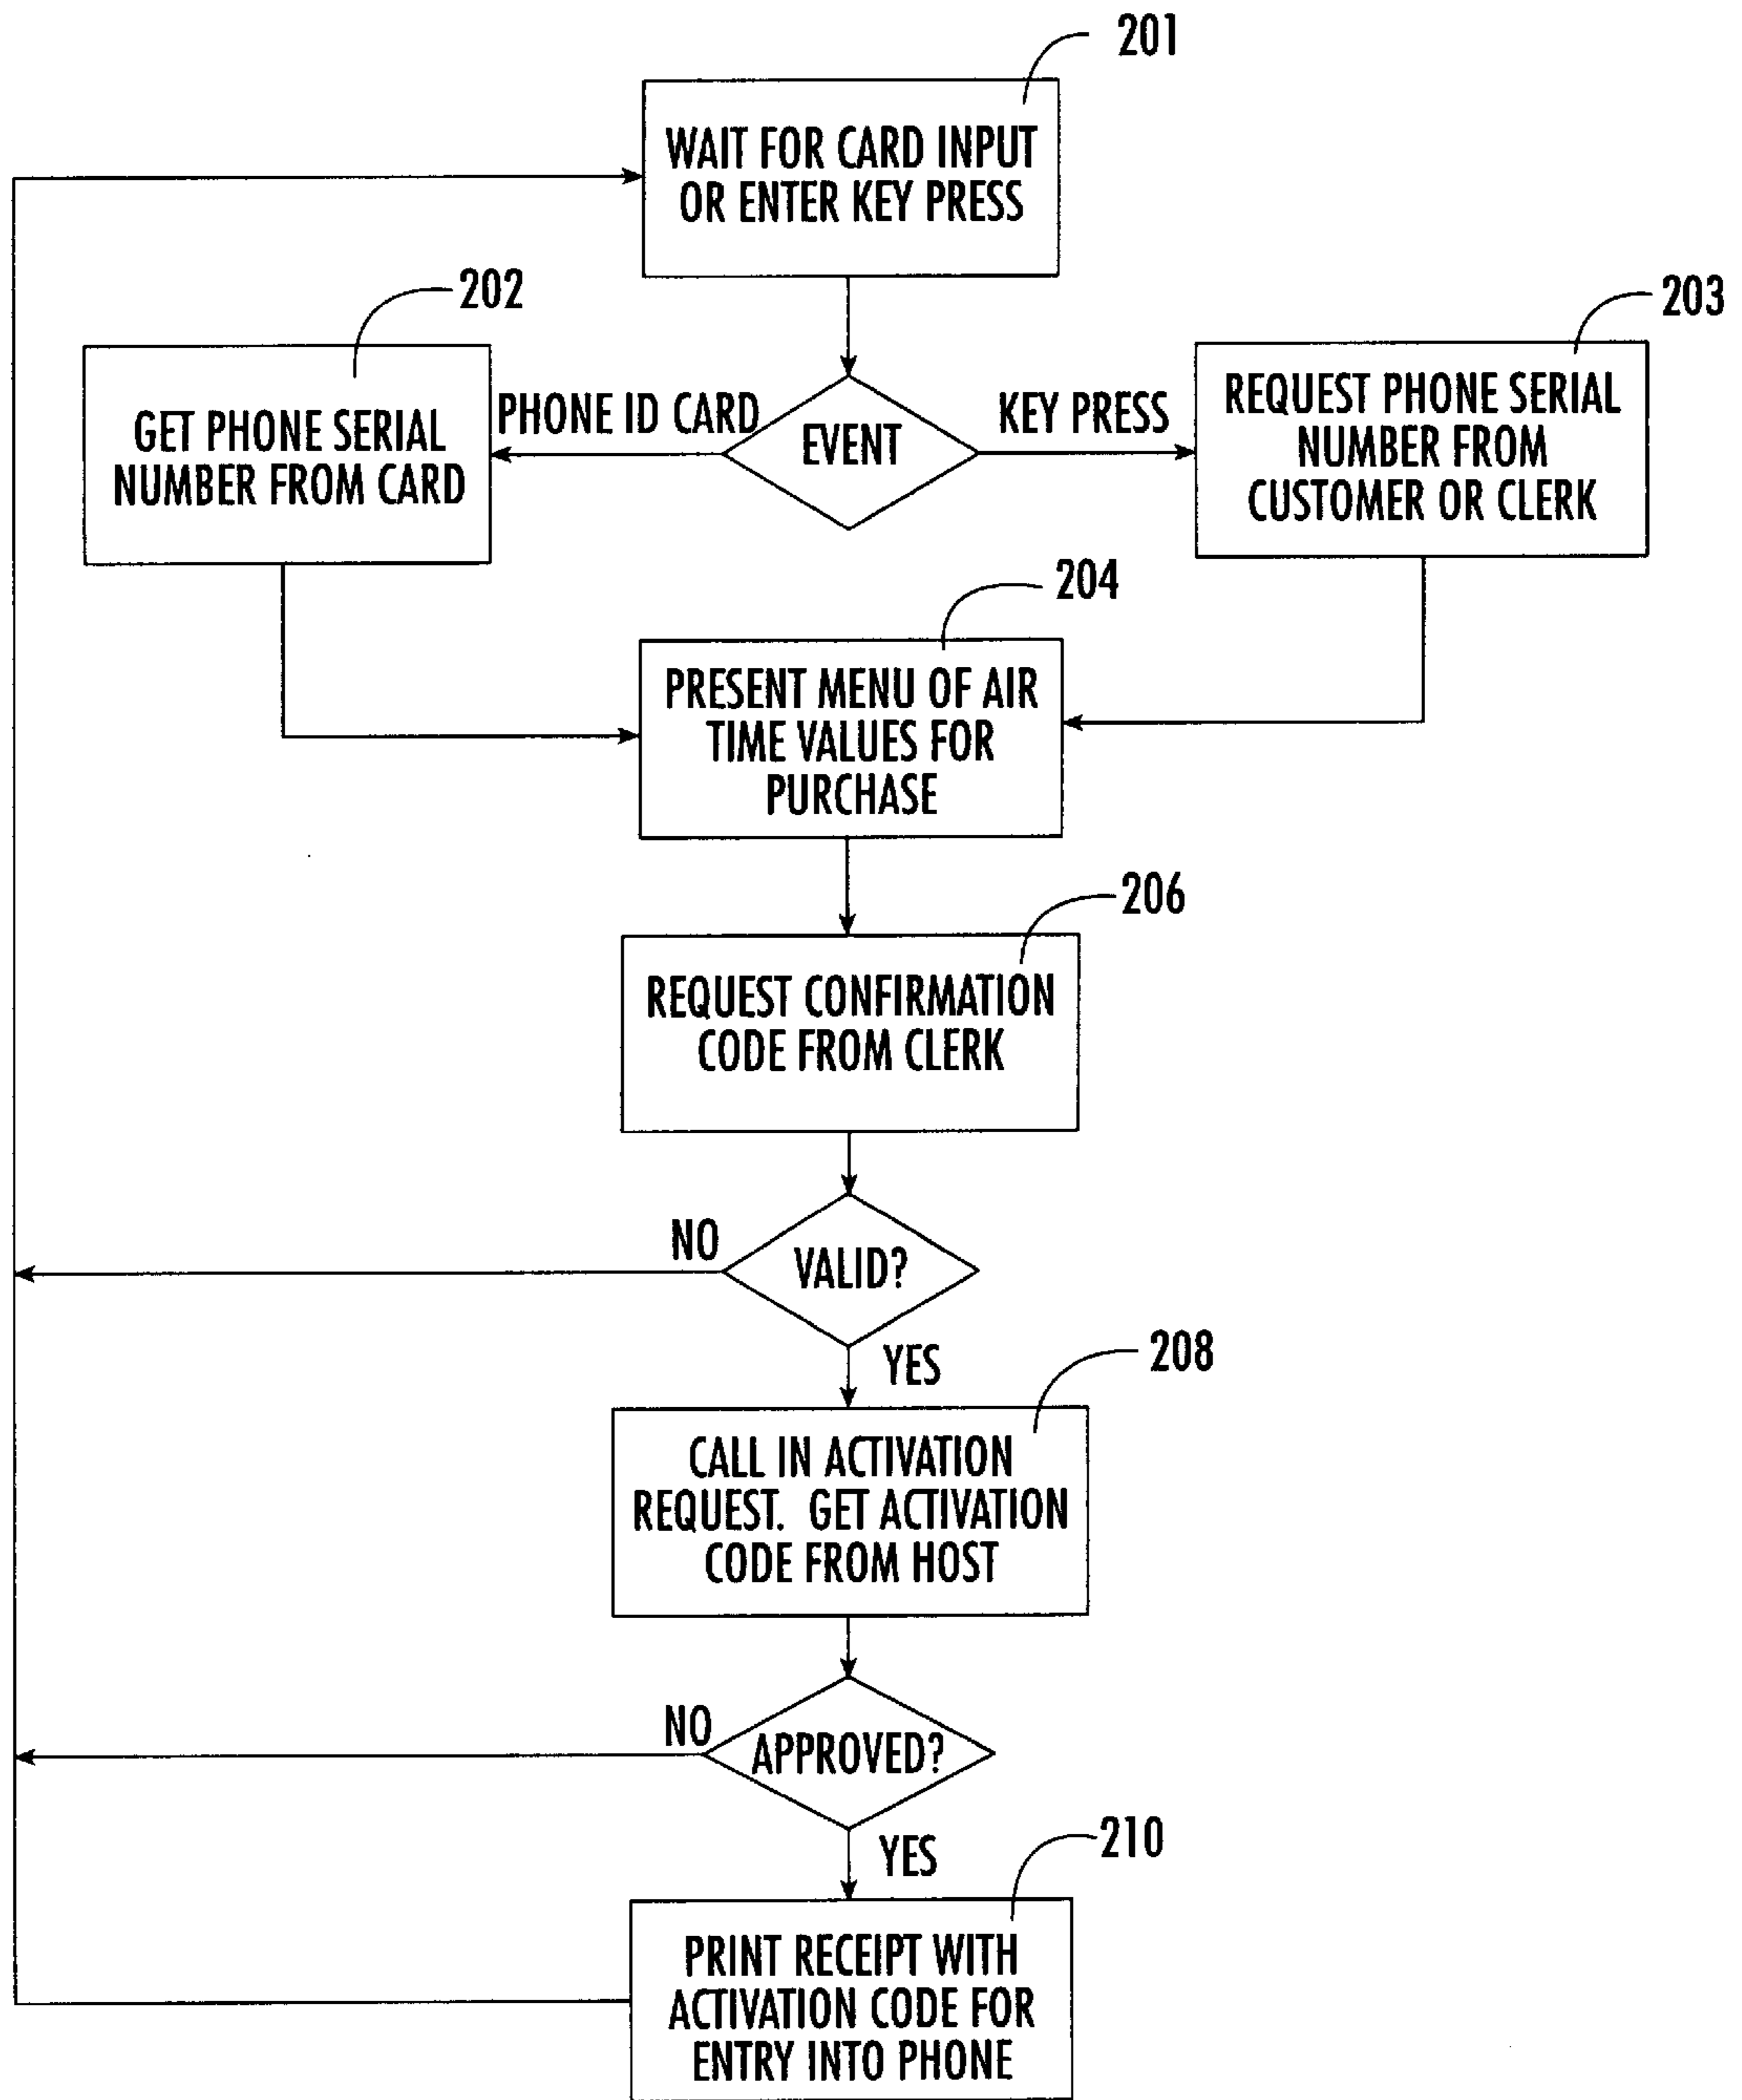 201
WAIT FOR CARD INPUT
OR ENTER KEY PRESS
202
203
GET PHONE SERIAL
NUMBER FROM CARD
PHONE ID CARD
EVENT
KEY PRESS
REQUEST PHONE SERIAL
NUMBER FROM
CUSTOMER OR CLERK
204
PRESENT MENU OF AIR
TIME VALUES FOR
PURCHASE
206
REQUEST CONFIRMATION
CODE FROM CLERK
NO
VALID?
YES
208
CALL IN ACTIVATION
REQUEST. GET ACTIVATION
CODE FROM HOST
NO
APPROVED?
YES
210
PRINT RECEIPT WITH
ACTIVATION CODE FOR
ENTRY INTO PHONE